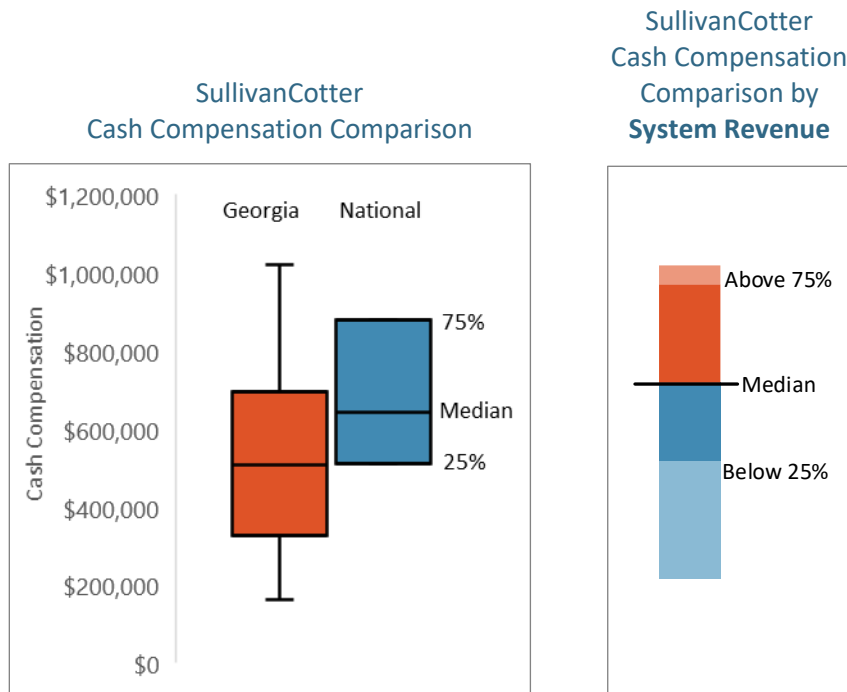 SullivanCotter
Cash Compensation Comparison
$1,200,000
$1,000,000
$800,000
$600,000
$400,000
$200,000
$0
Cash Compensation
Georgia
National
75%
Median
25%
SullivanCotter
Cash Compensation
Comparison by
System Revenue
Above 75%
Median
Below 25%